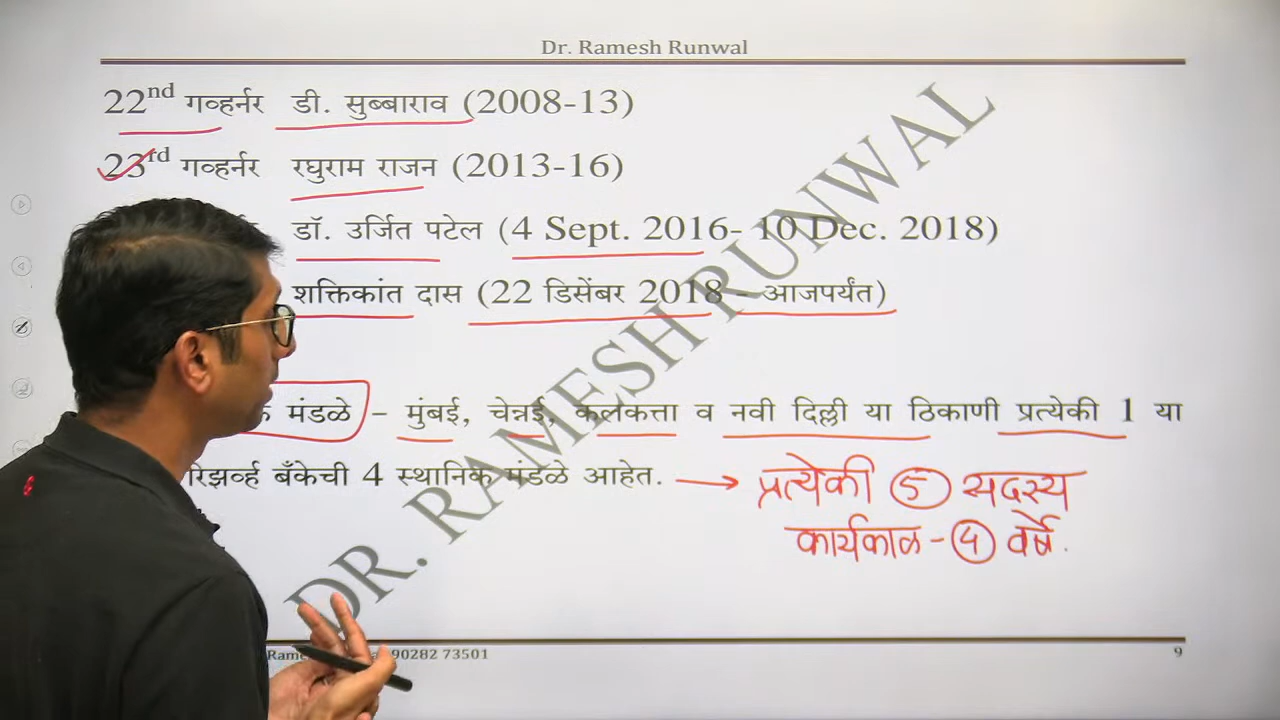 Dr. Ramesh Runwal
22nd गव्हर्नर डी. सुब्बाराव (2008-13)
23rd गव्हर्नर रघुराम राजन (2013-16)
डॉ. उर्जित पटेल (4 Sept. 2016- 10 Dec. 2018)
शक्तिकांत दास (22 डिसेंबर 2018 - आजपर्यंत)
मंडळे - मुंबई, चेन्नई, कलकत्ता व नवी दिल्ली या ठिकाणी प्रत्येकी 1 या
रिझर्व्ह बँकेची 4 स्थानिक मंडळे आहेत. → प्रत्येकी 5 सदस्य
कार्यकाळ - 4 वर्षे.
DR. RAMESH RUNWAL
90282 73501
9